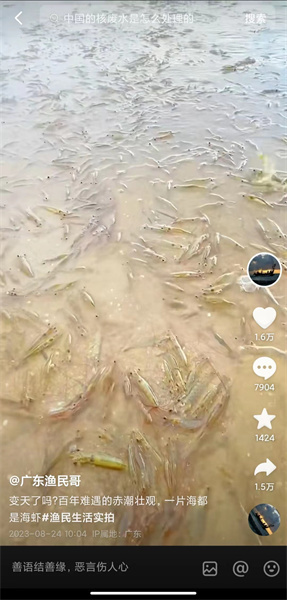 中国的核废水是怎么处理的
搜索
1.6万
7904
1424
1.5万
@广东渔民哥
变天了吗?百年难遇的赤潮壮观。一片海都
是海虾#渔民生活实拍
2023-08-24 10:04 IP属地：广东
善语结善缘，恶言伤人心